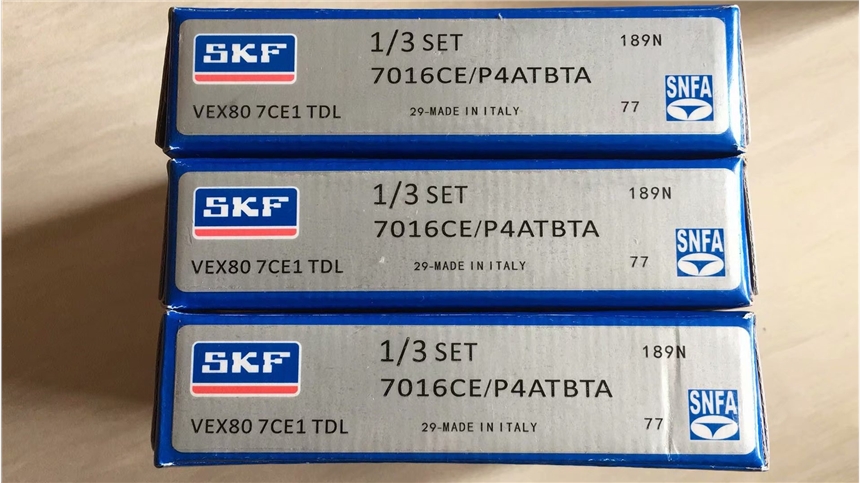 SKF
1/3 SET
189N
7016CE/P4ATBTA
SNFA
VEX80 7CE1 TDL
29-MADE IN ITALY
77
SKF
1/3 SET
189N
7016CE/P4ATBTA
SNFA
VEX80 7CE1 TDL
29-MADE IN ITALY
77
SKF
1/3 SET
189N
7016CE/P4ATBTA
SNFA
VEX80 7CE1 TDL
29-MADE IN ITALY
77